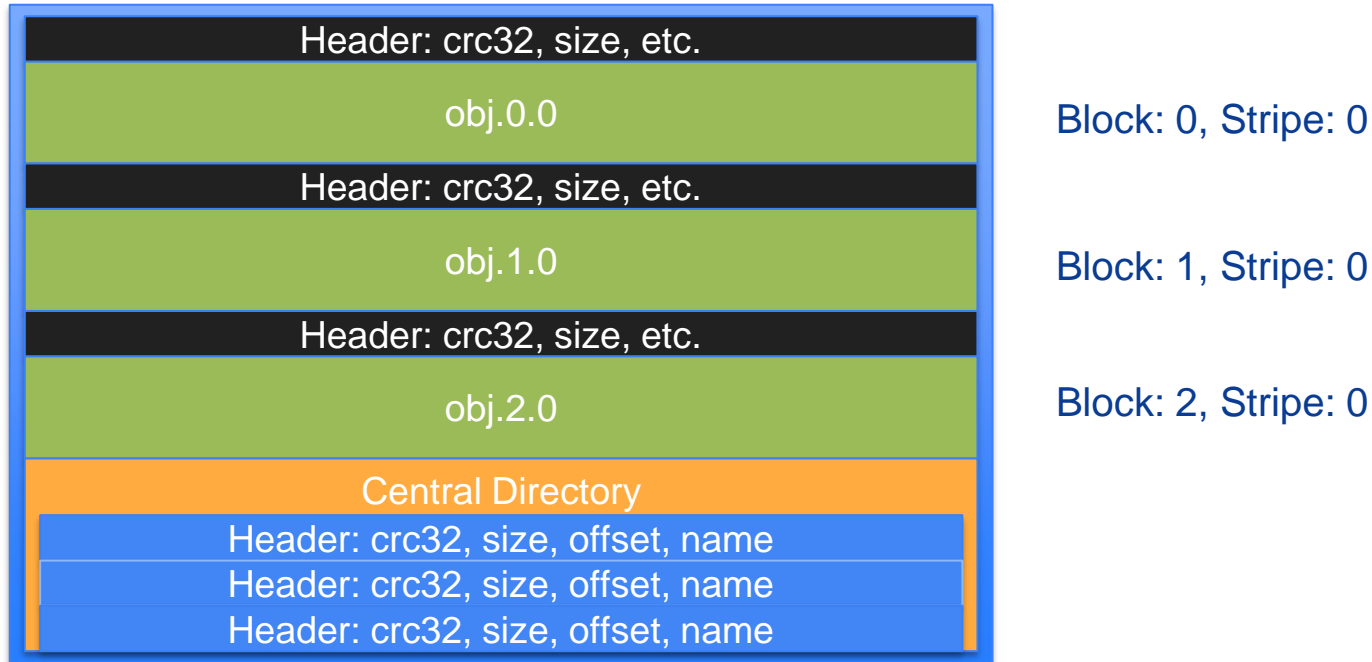 Header: crc32, size, etc.
obj.0.0
Block: 0, Stripe: 0
Header: crc32, size, etc.
obj.1.0
Block: 1, Stripe: 0
Header: crc32, size, etc.
obj.2.0
Block: 2, Stripe: 0
Central Directory
Header: crc32, size, offset, name
Header: crc32, size, offset, name
Header: crc32, size, offset, name